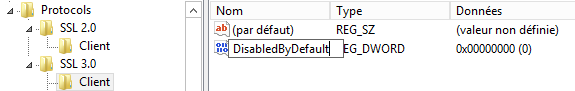 Protocols
SSL 2.0
Client
SSL 3.0
Client
Nom Type Données
(par défaut) REG_SZ (valeur non définie)
DisabledByDefault EG_DWORD 0x00000000 (0)